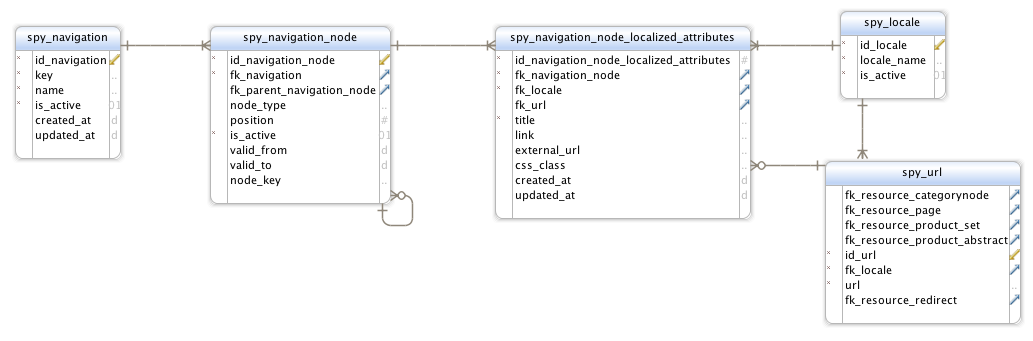 spy_navigation
id_navigation
key
name
is_active
created_at
updated_at
spy_navigation_node
id_navigation_node
fk_navigation
fk_parent_navigation_node
node_type
position
is_active
valid_from
valid_to
node_key
spy_navigation_node_localized_attributes
id_navigation_node_localized_attributes
fk_navigation_node
fk_locale
fk_url
title
link
external_url
css_class
created_at
updated_at
spy_locale
id_locale
locale_name
is_active
spy_url
fk_resource_categorynode
fk_resource_page
fk_resource_product_set
fk_resource_product_abstract
id_url
fk_locale
url
fk_resource_redirect